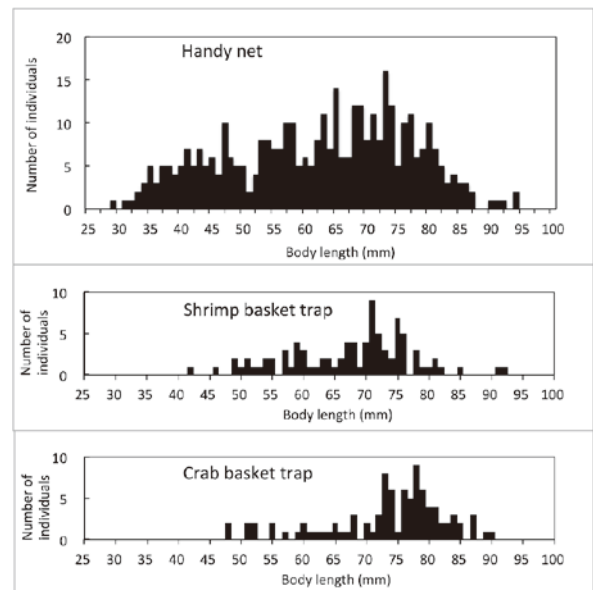 Handy net
Number of individuals
20
15
10
5
0
25 30 35 40 45 50 55 60 65 70 75 80 85 90 95 100
Body length (mm)
Shrimp basket trap
Number of
individuals
10
5
0
25 30 35 40 45 50 55 60 65 70 75 80 85 90 95 100
Body length (mm)
Crab basket trap
Number of
individuals
10
5
0
25 30 35 40 45 50 55 60 65 70 75 80 85 90 95 100
Body length (mm)